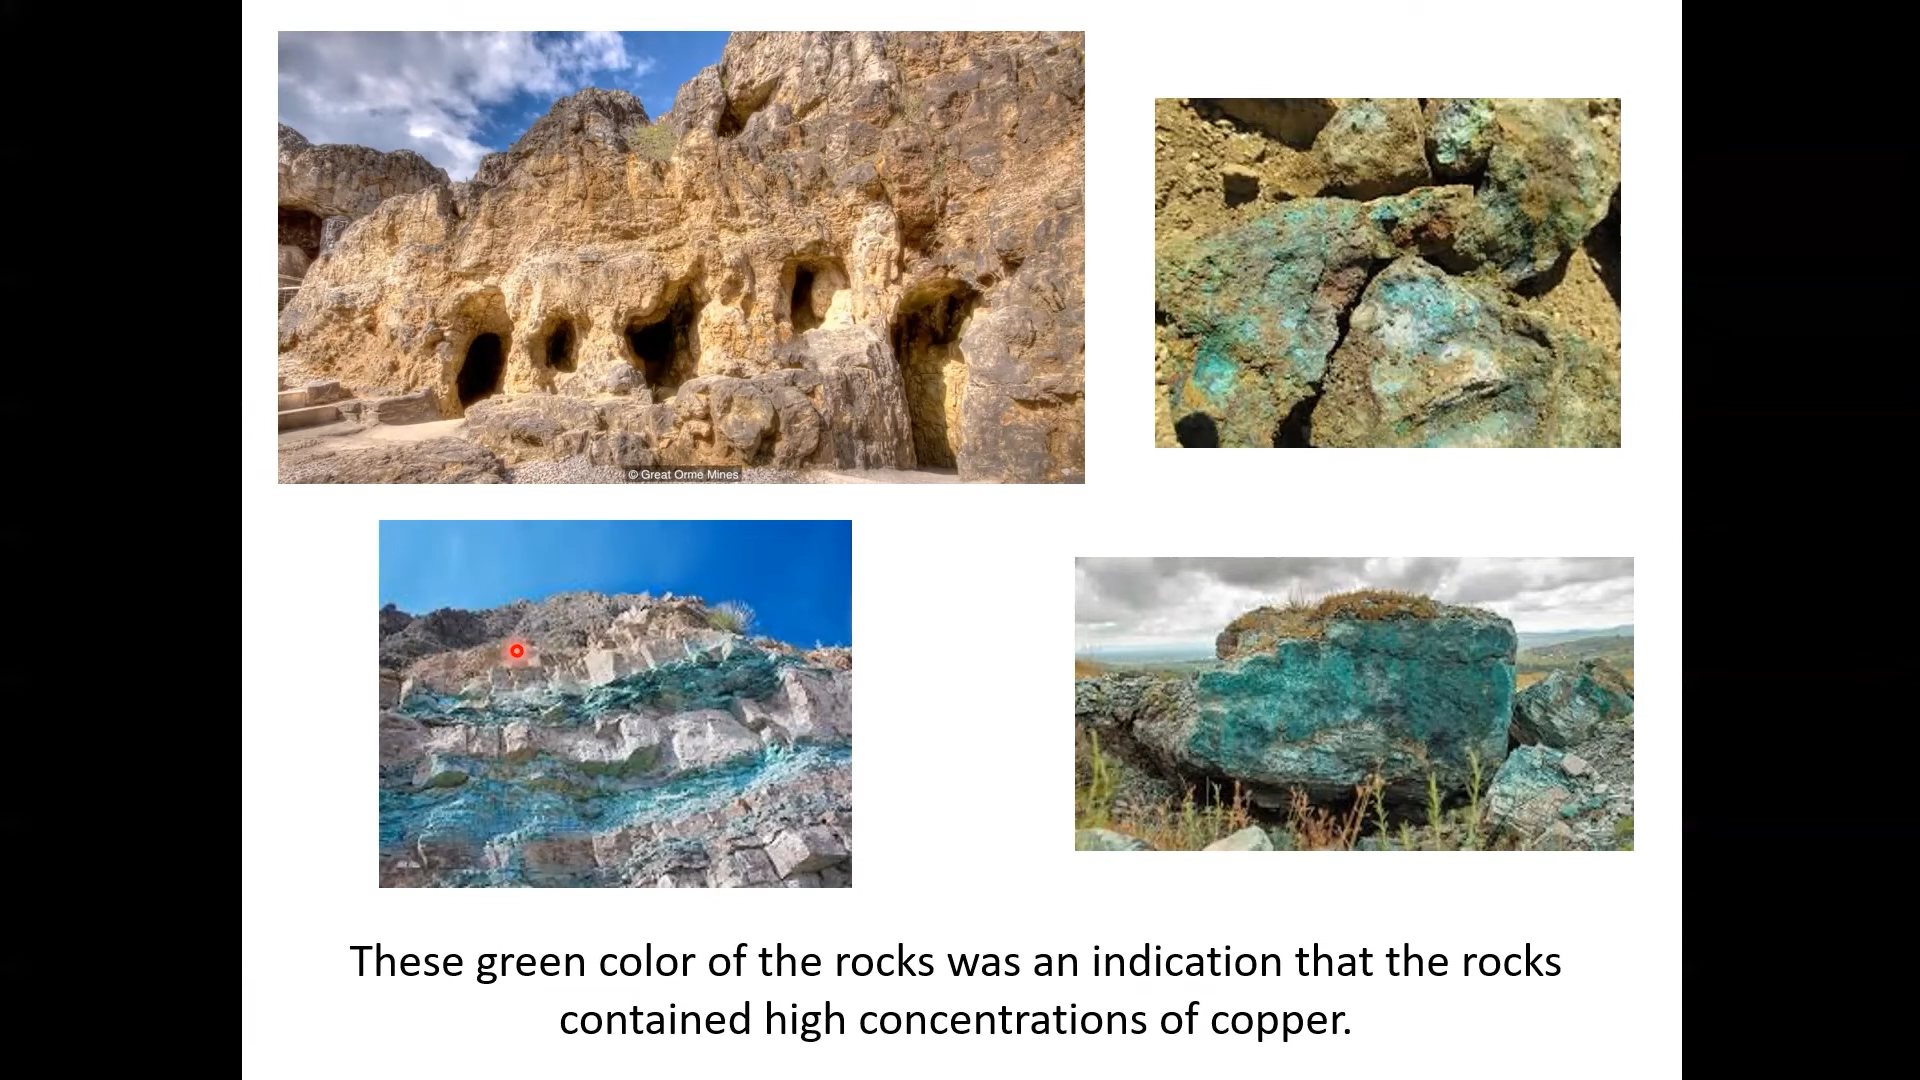 © Great Orme Mines
These green color of the rocks was an indication that the rocks
contained high concentrations of copper.